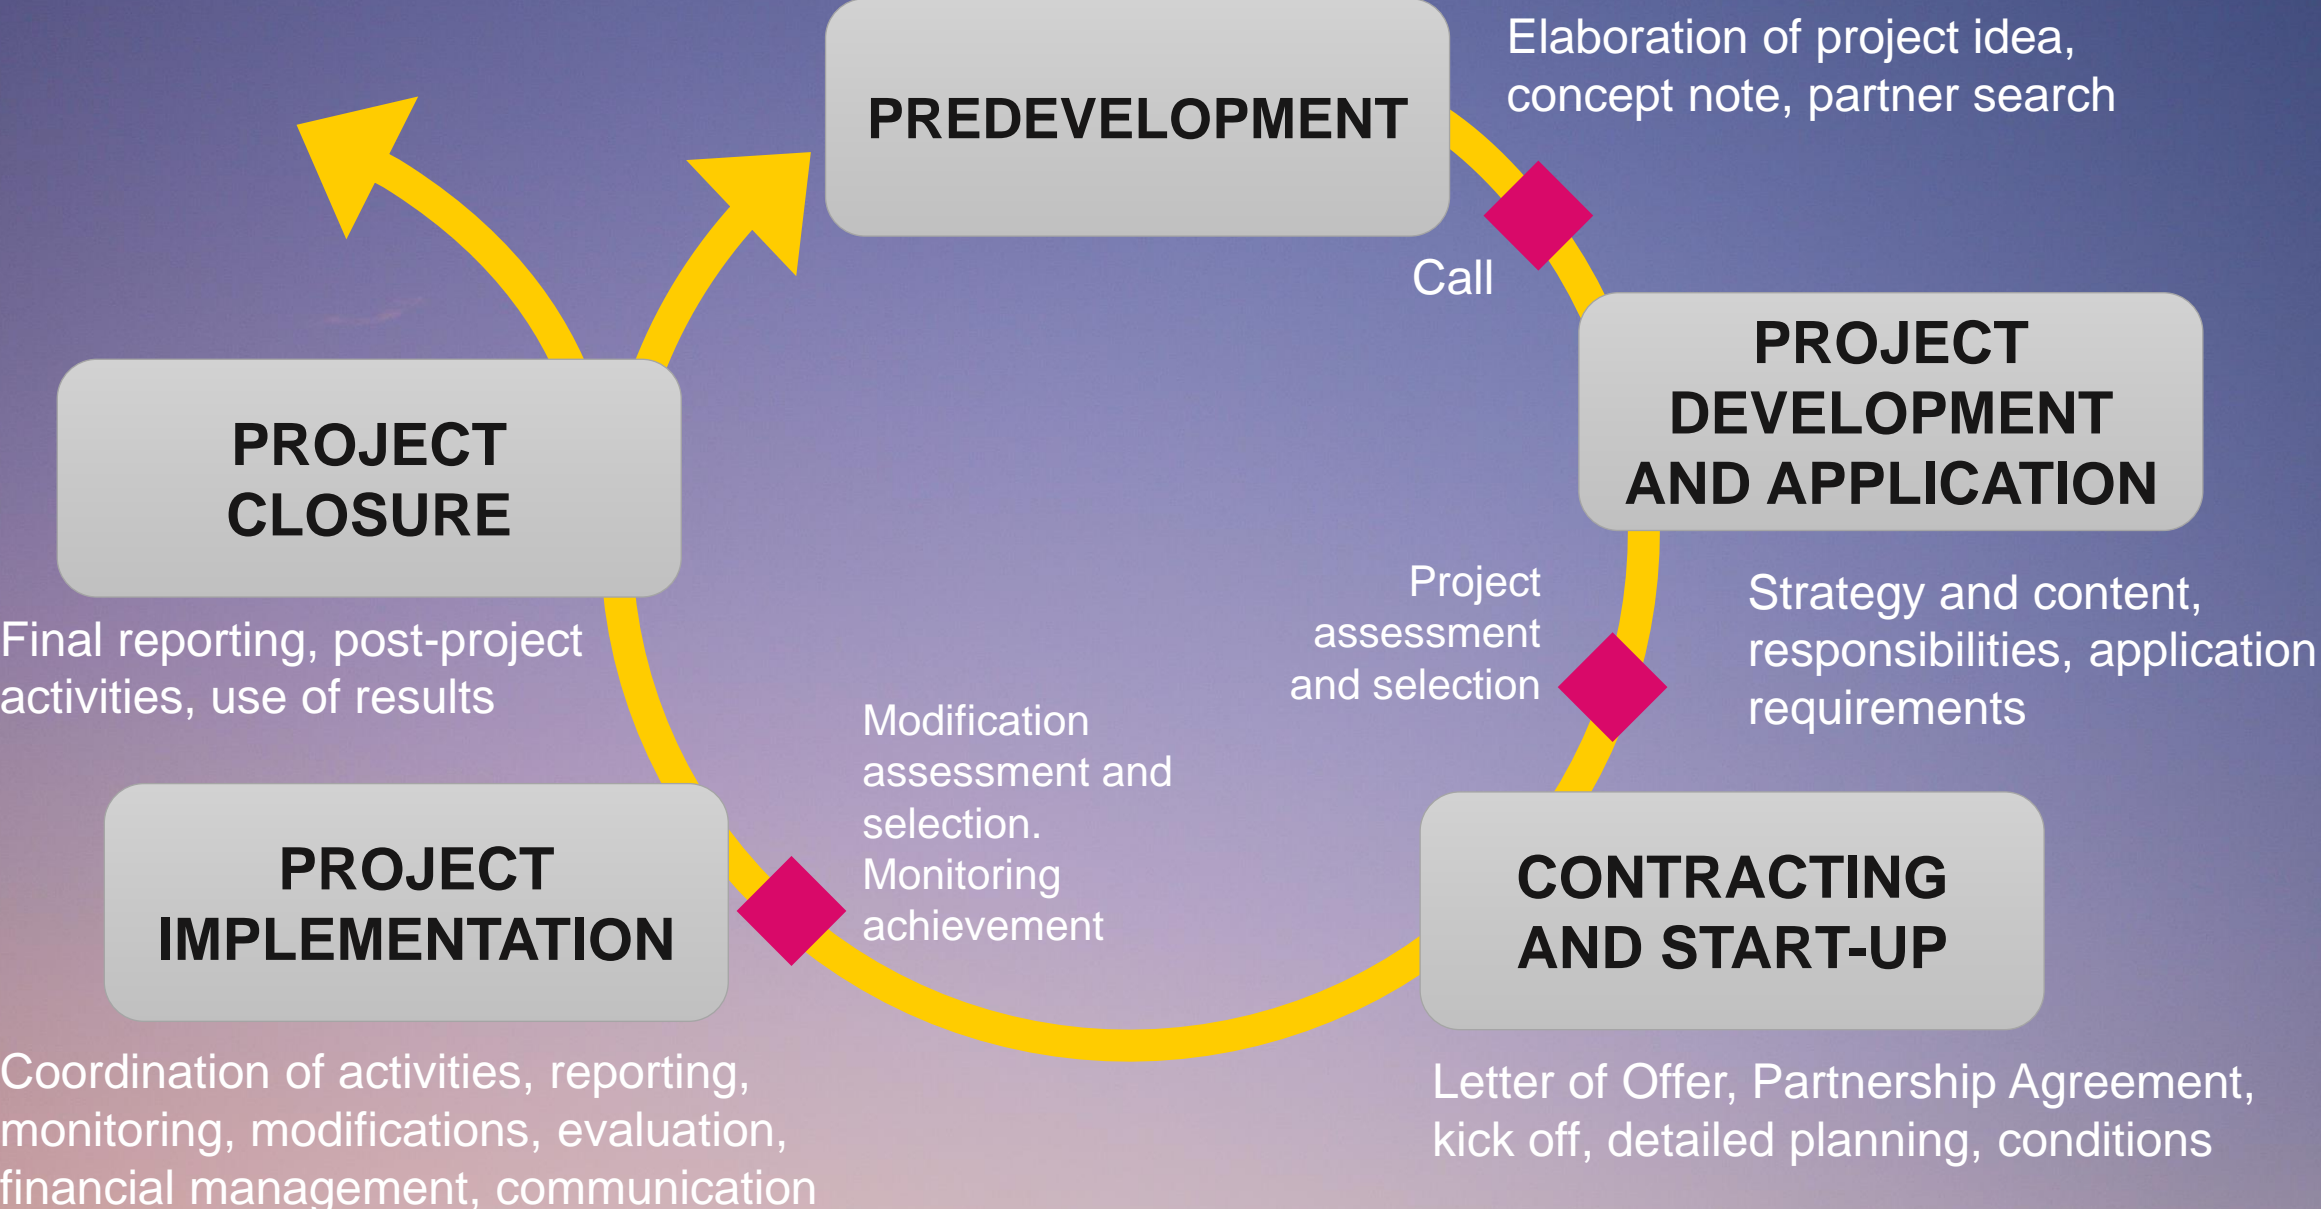 PREDEVELOPMENT
Elaboration of project idea,
concept note, partner search
Call
PROJECT
DEVELOPMENT
AND APPLICATION
Project
assessment
and selection
Strategy and content,
responsibilities, application
requirements
CONTRACTING
AND START-UP
Letter of Offer, Partnership Agreement,
kick off, detailed planning, conditions
Modification
assessment and
selection.
Monitoring
achievement
PROJECT
IMPLEMENTATION
Coordination of activities, reporting,
monitoring, modifications, evaluation,
financial management, communication
PROJECT
CLOSURE
Final reporting, post-project
activities, use of results